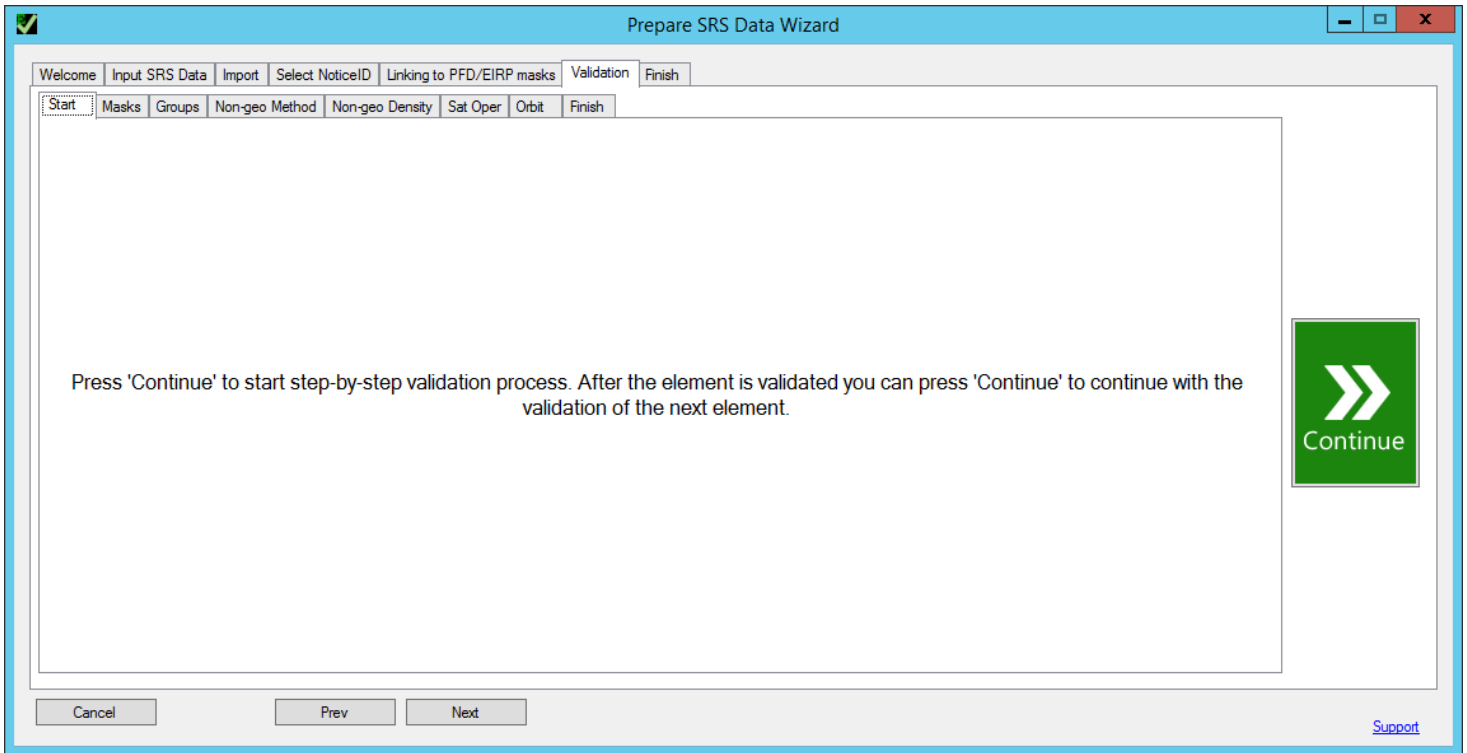 Prepare SRS Data Wizard
Welcome Input SRS Data Import Select NoticeID Linking to PFD/EIRP masks Validation Finish
Start Masks Groups Non-geo Method Non-geo Density Sat Oper Orbit Finish
Press 'Continue' to start step-by-step validation process. After the element is validated you can press 'Continue' to continue with the
validation of the next element.
Continue
Cancel Prev Next
Support